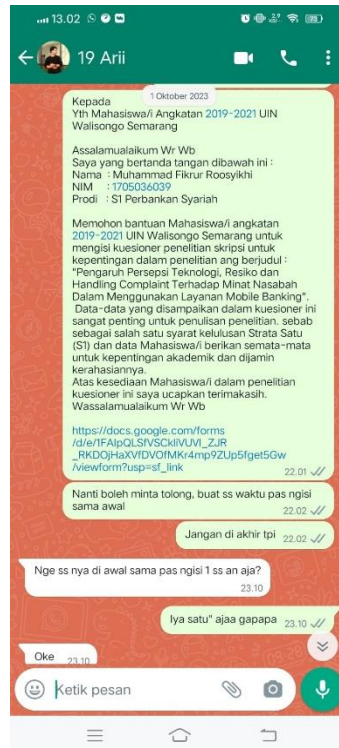 13.02
19 Arii
1 Oktober 2023
Kepada
Yth Mahasiswa/i Angkatan 2019-2021 UIN
Walisongo Semarang
Assalamualaikum Wr Wb
Saya yang bertanda tangan dibawah ini :
Nama : Muhammad Fikrur Roosyikhi
NIM : 1705036039
Prodi : S1 Perbankan Syariah
Memohon bantuan Mahasiswa/i angkatan
2019-2021 UIN Walisongo Semarang untuk
mengisi kuesioner penelitian skripsi untuk
kepentingan dalam penelitian ang berjudul :
"Pengaruh Persepsi Teknologi, Resiko dan
Handling Complaint Terhadap Minat Nasabah
Dalam Menggunakan Layanan Mobile Banking".
Data-data yang disampaikan dalam kuesioner ini
sangat penting untuk penulisan penelitian. sebab
sebagai salah satu syarat kelulusan Strata Satu
(S1) dan data Mahasiswa/i berikan semata-mata
untuk kepentingan akademik dan dijamin
kerahasiannya.
Atas kesediaan Mahasiswa/i dalam penelitian
kuesioner ini saya ucapkan terimakasih.
Wassalamualaikum Wr Wb
https://docs.google.com/forms
/d/e/1FAIpQLSfVSCkliVUVI_ZJR
_RKDOjHaXVfDVOfMKr4mp9ZUp5fget5Gw
/viewform?usp=sf_link
22.01
Nanti boleh minta tolong, buat ss waktu pas ngisi
sama awal
22.02
Jangan di akhir tpi 22.02
Nge ss nya di awal sama pas ngisi 1 ss an aja?
23.10
Iya satu" ajaa gapapa 23.10
Oke 23.10
Ketik pesan